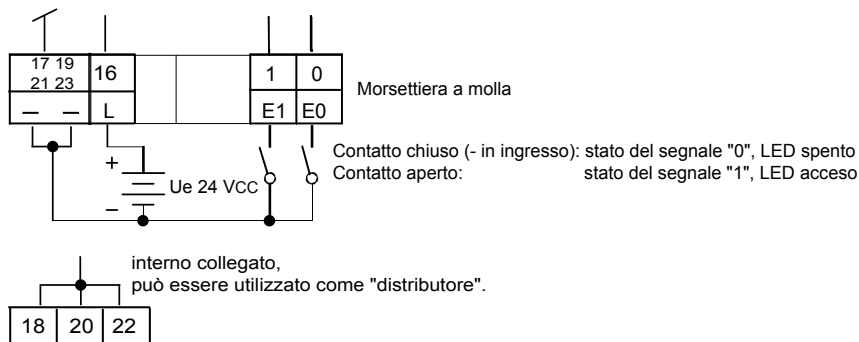 17 19
21 23
16
1
0
Morsettiera a molla
— —
L
E1
E0
Contatto chiuso (- in ingresso): stato del segnale "0", LED spento
Contatto aperto: stato del segnale "1", LED acceso
+
Ue 24 VCC
–
interno collegato,
può essere utilizzato come "distributore".
18 20 22